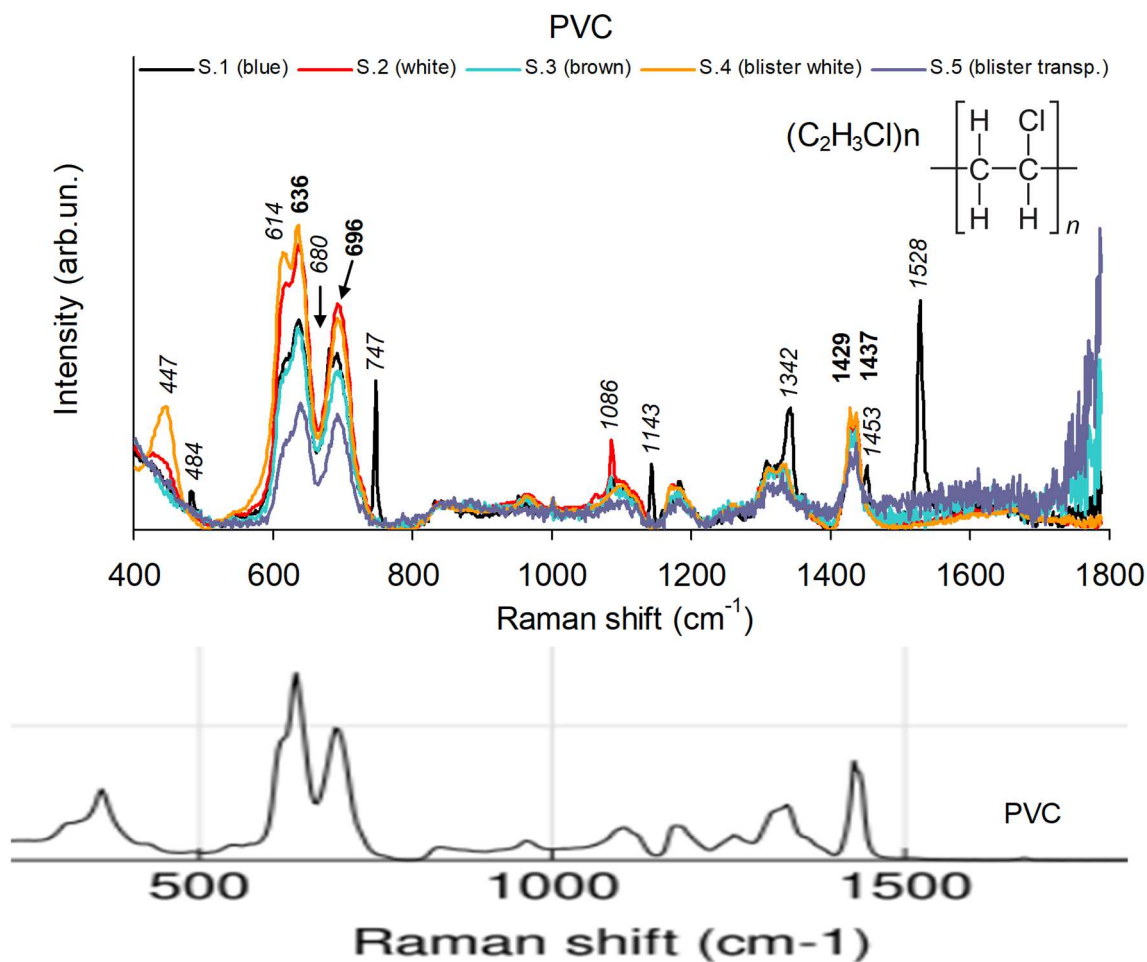 PVC
S.1 (blue) S.2 (white) S.3 (brown) S.4 (blister white) S.5 (blister transp.)
(C2H3Cl)n
H Cl
C C
H H
n
Intensity (arb.un.)
447
484
614
636
680
696
747
1086
1143
1342
1429
1437
1453
1528
400 600 800 1000 1200 1400 1600 1800
Raman shift (cm-1)
PVC
500 1000 1500
Raman shift (cm-1)